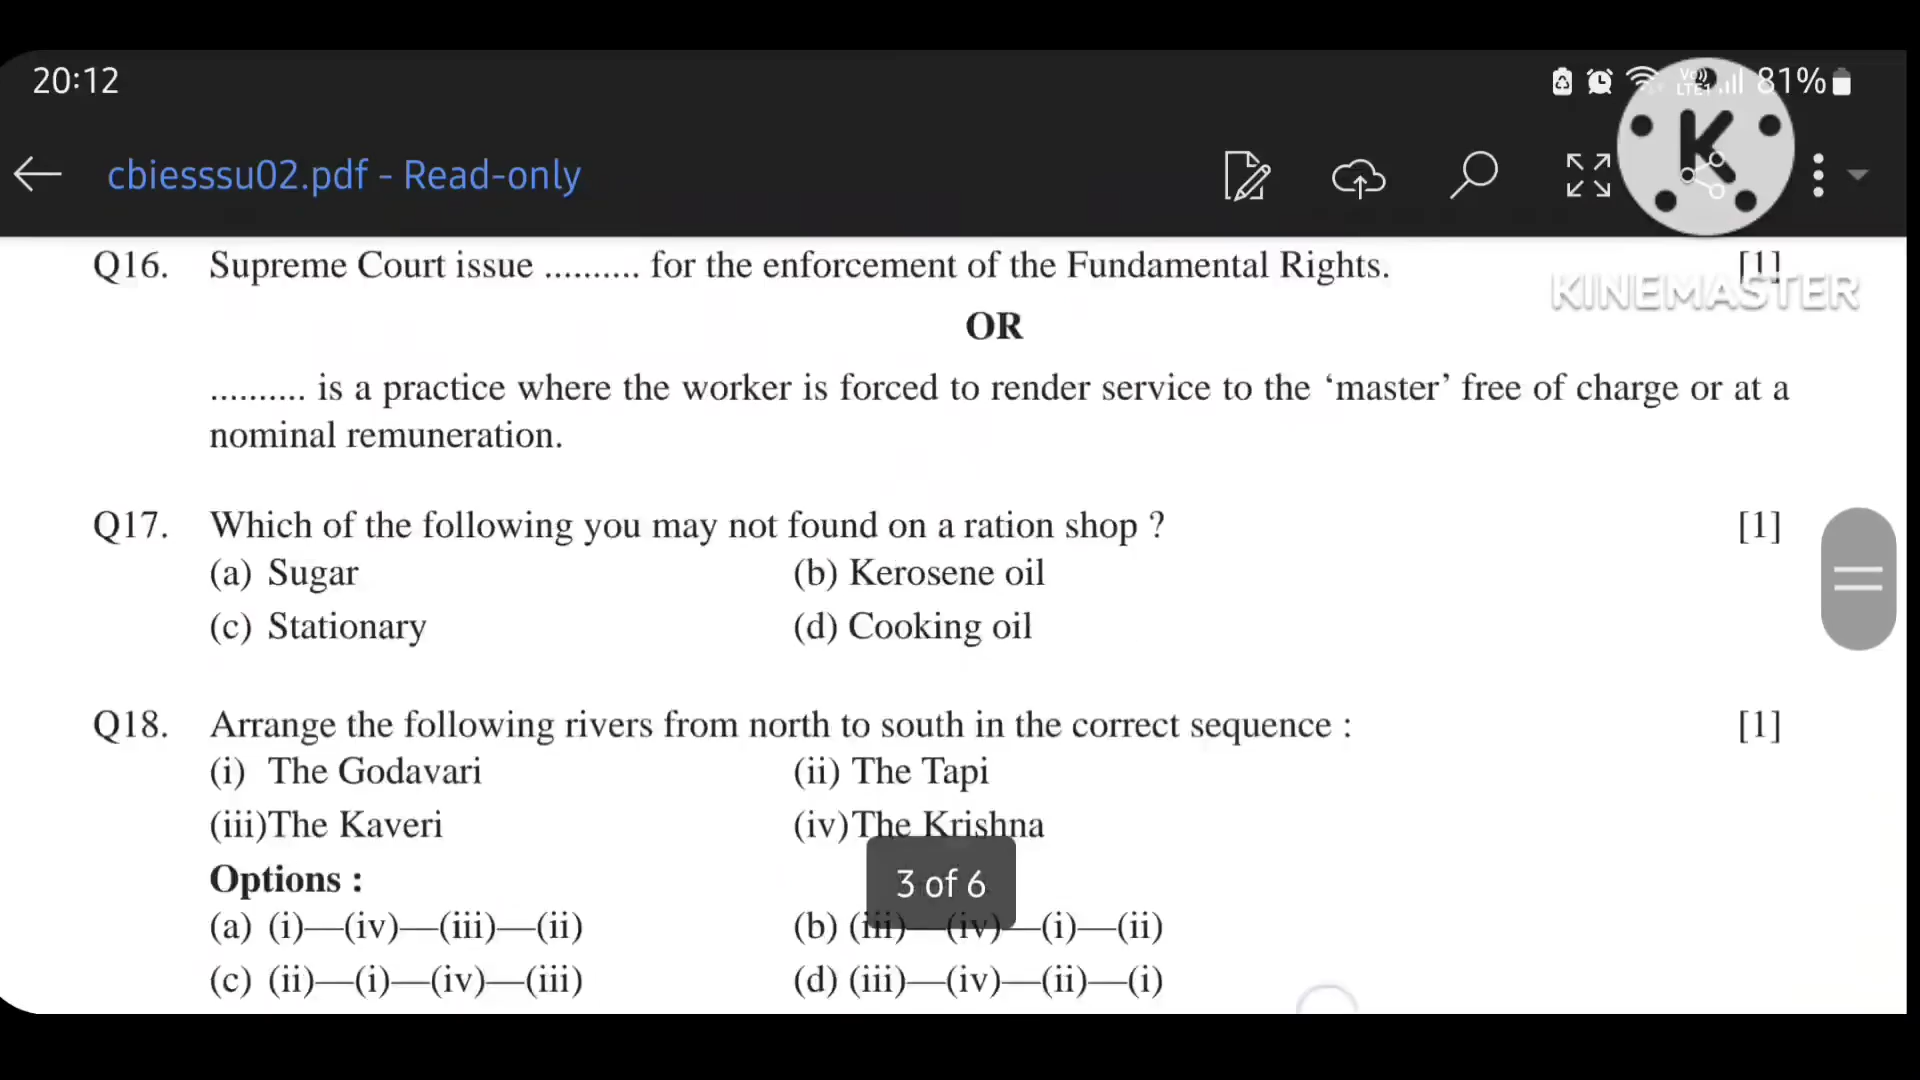 20:12
Vo)) LTE1 81%
cbiesssu02.pdf - Read-only
K
KINEMASTER
Q16. Supreme Court issue .......... for the enforcement of the Fundamental Rights. [1]
OR
.......... is a practice where the worker is forced to render service to the ‘master’ free of charge or at a
nominal remuneration.
Q17. Which of the following you may not found on a ration shop ? [1]
(a) Sugar (b) Kerosene oil
(c) Stationary (d) Cooking oil
Q18. Arrange the following rivers from north to south in the correct sequence : [1]
(i) The Godavari (ii) The Tapi
(iii)The Kaveri (iv)The Krishna
Options :
3 of 6
(a) (i)—(iv)—(iii)—(ii) (b) (iii)—(iv)—(i)—(ii)
(c) (ii)—(i)—(iv)—(iii) (d) (iii)—(iv)—(ii)—(i)